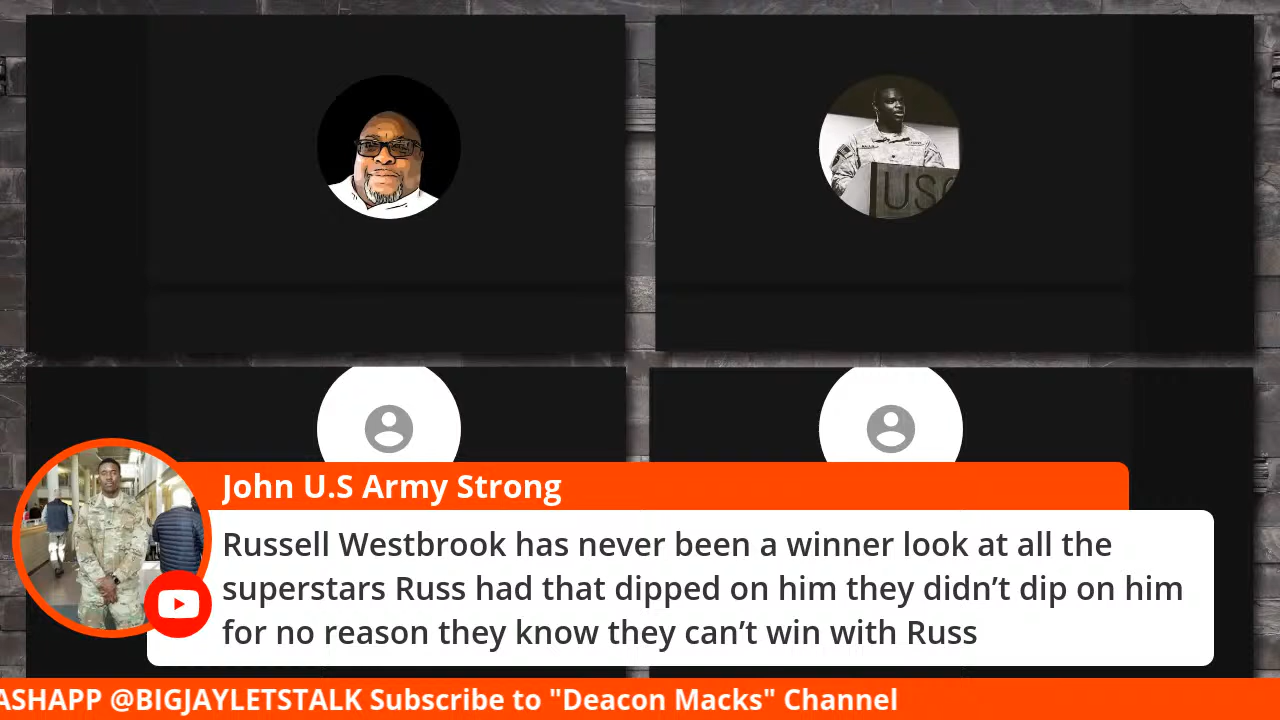 US
John U.S Army Strong
Russell Westbrook has never been a winner look at all the
superstars Russ had that dipped on him they didn’t dip on him
for no reason they know they can’t win with Russ
ASHAPP @BIGJAYLETSTALK Subscribe to "Deacon Macks" Channel